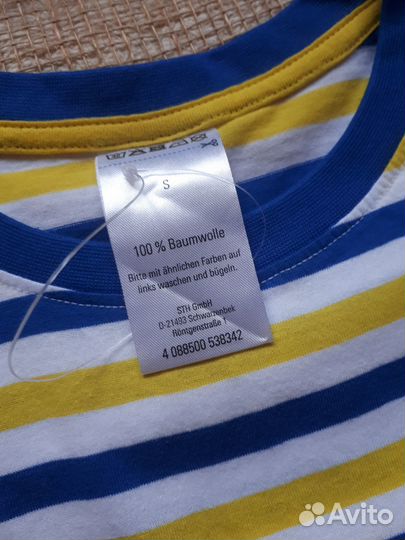 S
100 % Baumwolle
Bitte mit ähnlichen Farben auf
links waschen und bügeln.
STH GmbH
D-21493 Schwarzenbek
Röntgenstraße 1
4 088500 538342
Avito